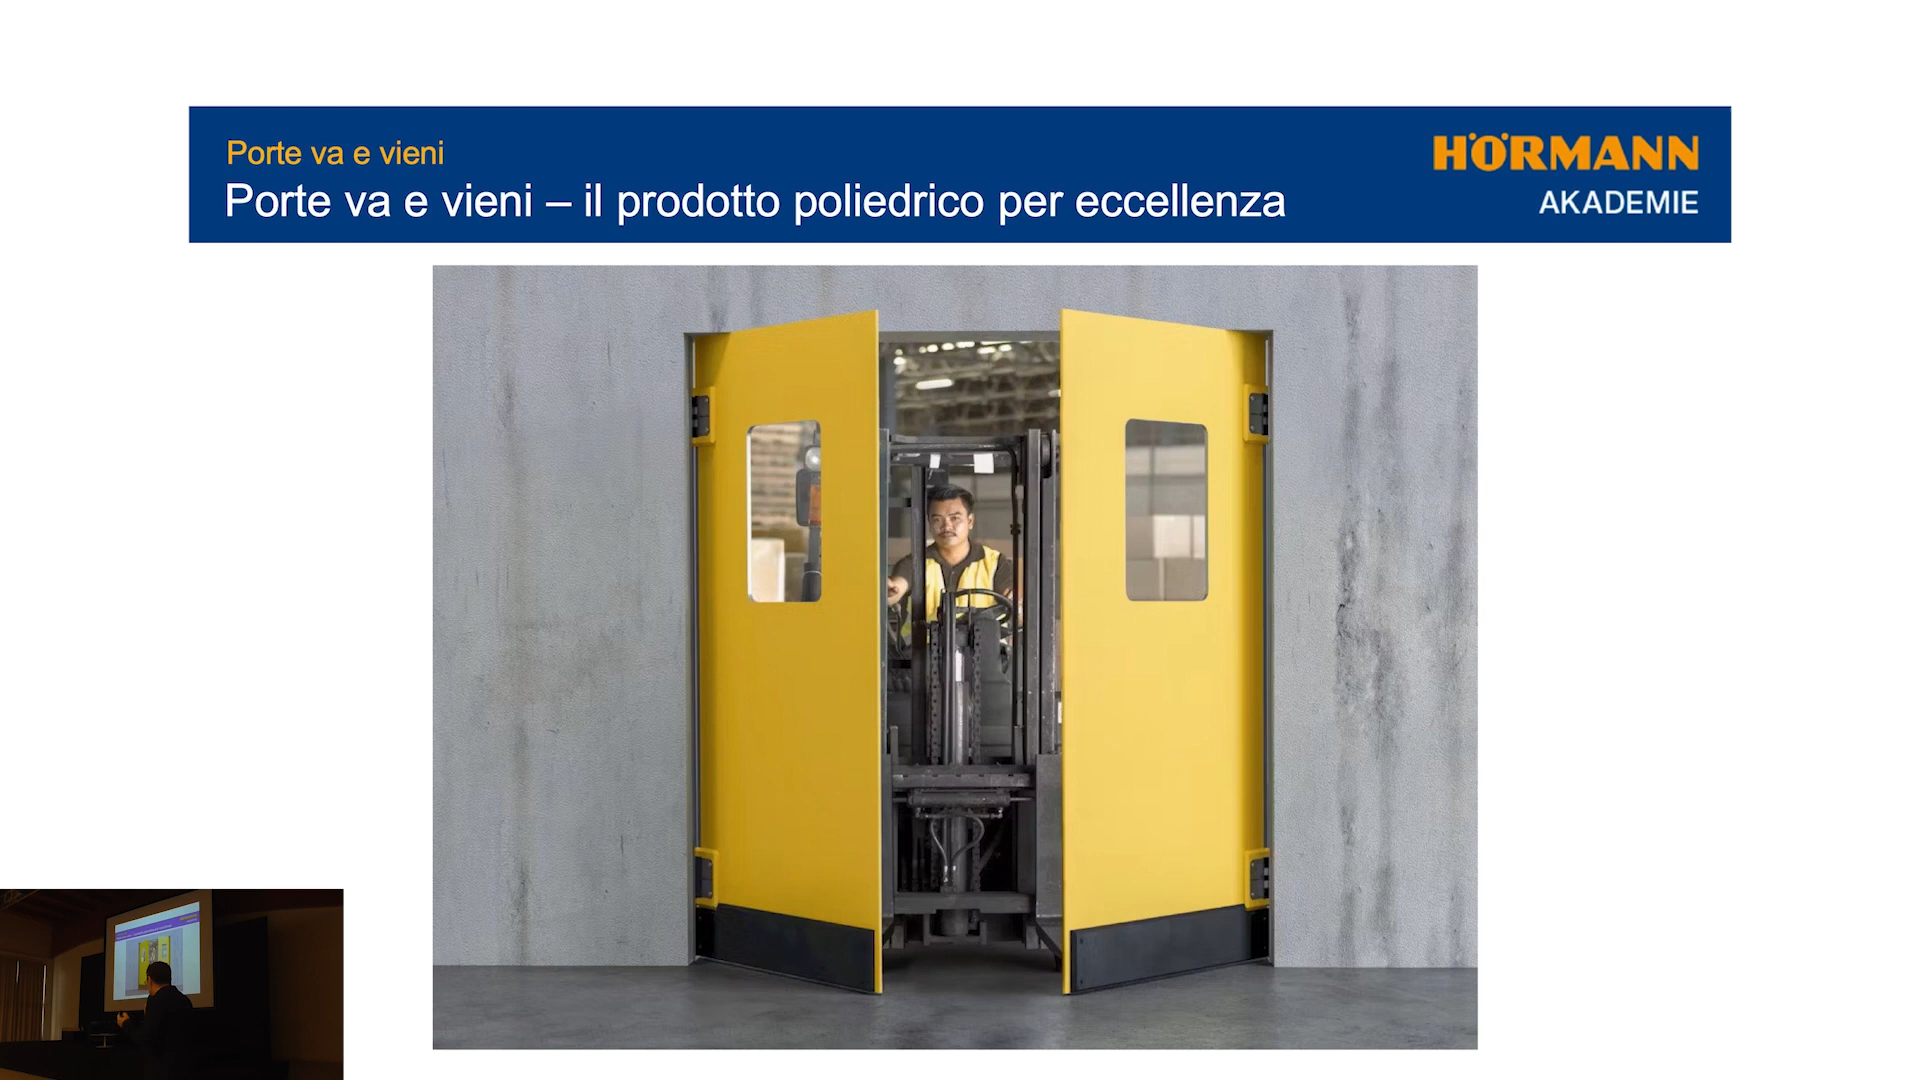 Porte va e vieni
Porte va e vieni – il prodotto poliedrico per eccellenza
HÖRMANN
AKADEMIE